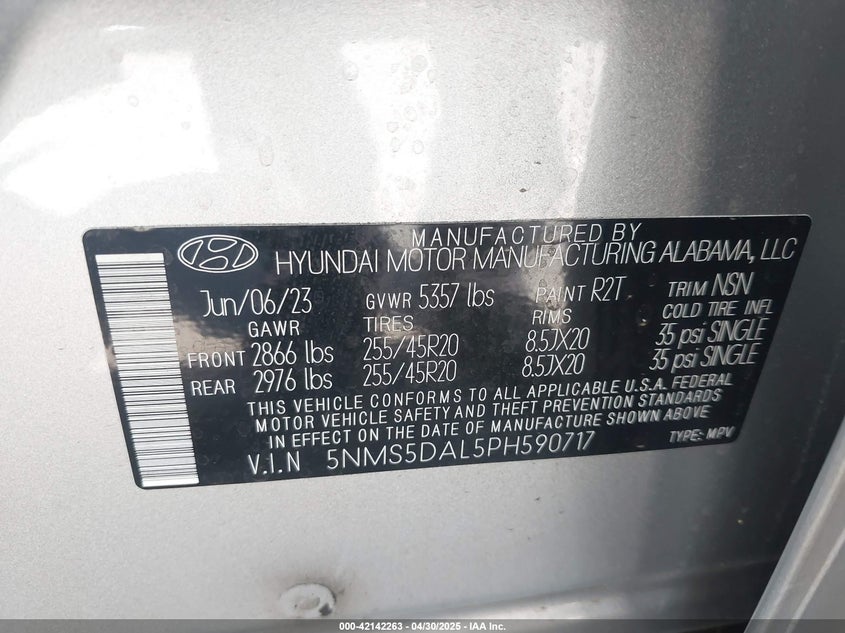 MANUFACTURED BY
HYUNDAI MOTOR MANUFACTURING ALABAMA, LLC
Jun/06/23 GVWR 5357 lbs PAINT R2T TRIM NSN
GAWR TIRES RIMS COLD TIRE INFL
FRONT 2866 lbs 255/45R20 8.5JX20 35 psi SINGLE
REAR 2976 lbs 255/45R20 8.5JX20 35 psi SINGLE
THIS VEHICLE CONFORMS TO ALL APPLICABLE U.S.A. FEDERAL
MOTOR VEHICLE SAFETY AND THEFT PREVENTION STANDARDS
IN EFFECT ON THE DATE OF MANUFACTURE SHOWN ABOVE
V.I.N 5NMS5DAL5PH590717 TYPE: MPV
000-42142263 - 04/30/2025 - IAA Inc.